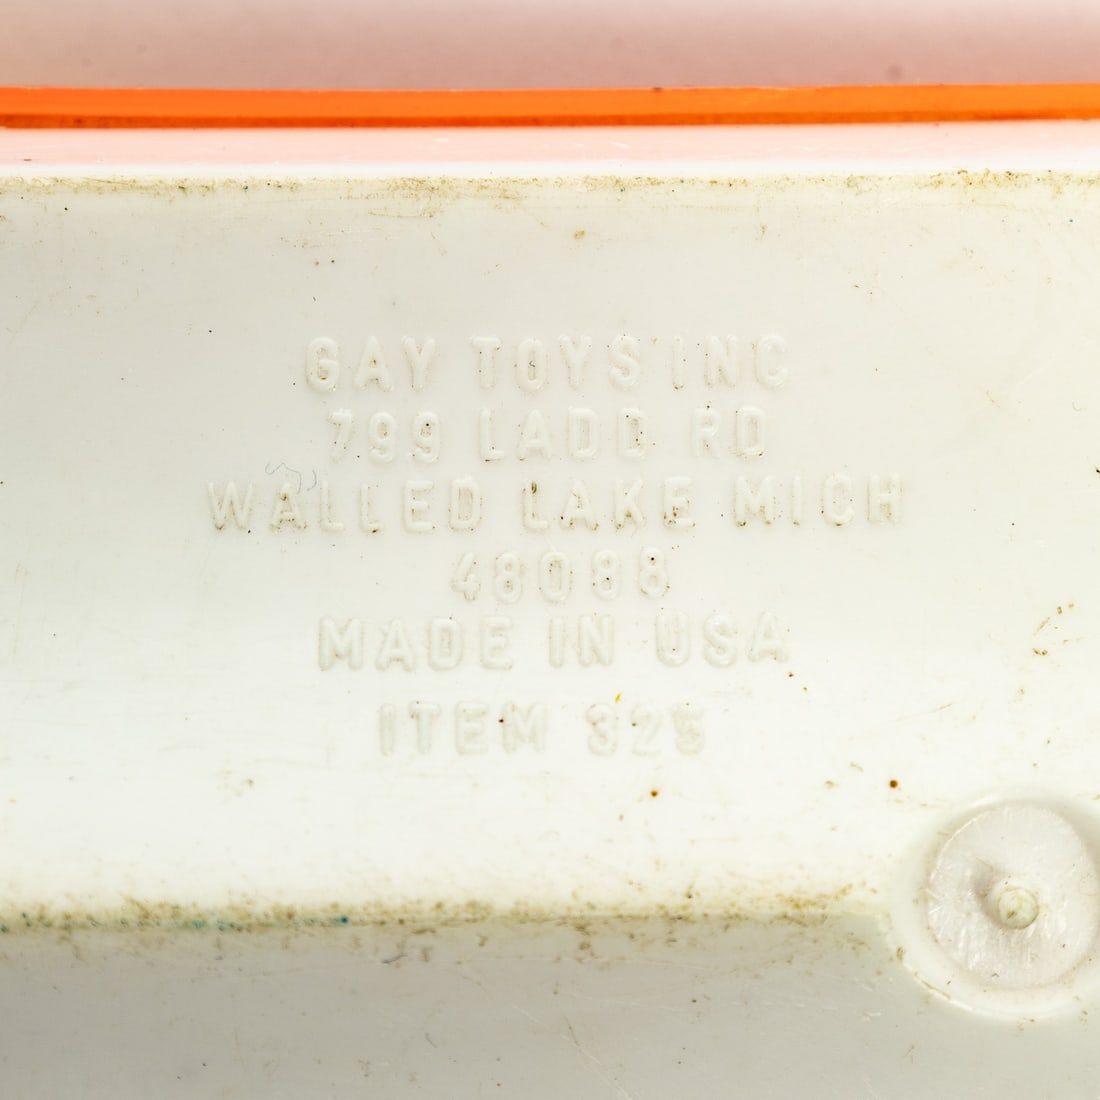 GAY TOYS INC
799 LADD RD
WALLED LAKE MICH
48088
MADE IN USA
ITEM 325